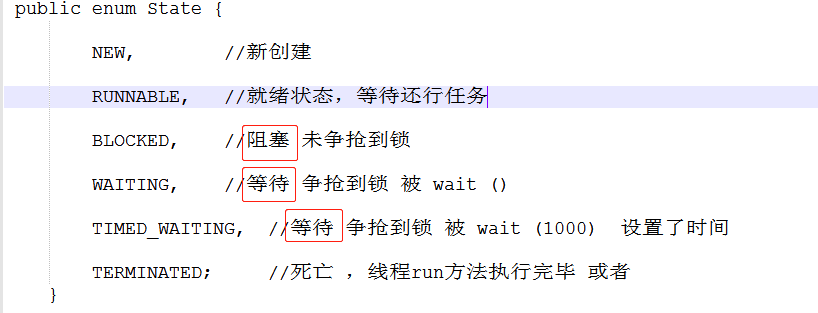 public enum State {
NEW, //新创建
RUNNABLE, //就绪状态，等待还行任务
BLOCKED, //阻塞 未争抢到锁
WAITING, //等待 争抢到锁 被 wait ()
TIMED_WAITING, //等待 争抢到锁 被 wait (1000) 设置了时间
TERMINATED; //死亡 ，线程run方法执行完毕 或者
}